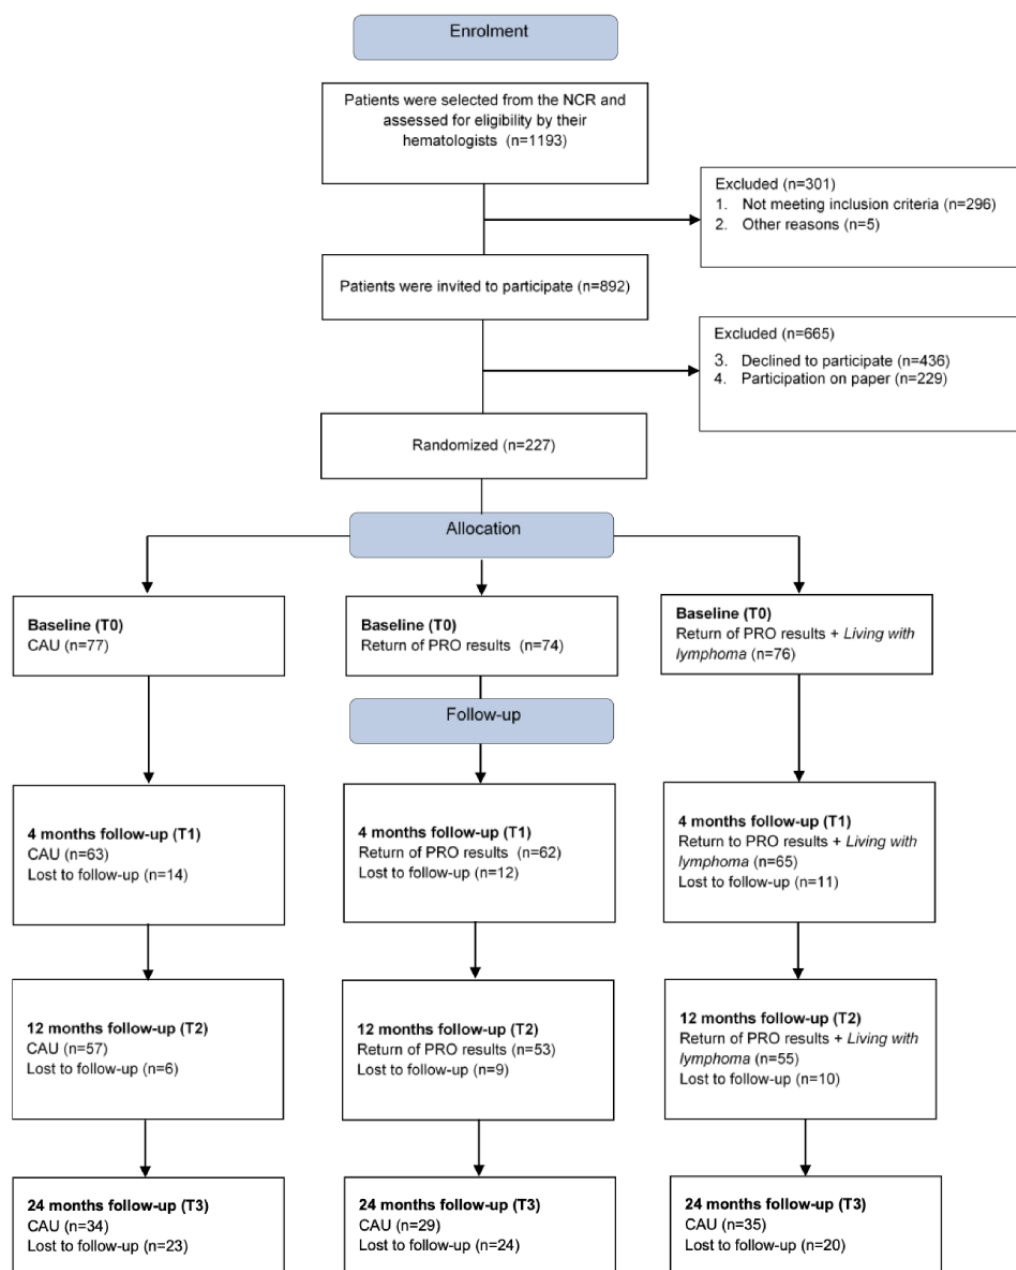 Enrolment
Patients were selected from the NCR and
assessed for eligibility by their
hematologists (n=1193)
Excluded (n=301)
1. Not meeting inclusion criteria (n=296)
2. Other reasons (n=5)
Patients were invited to participate (n=892)
Excluded (n=665)
3. Declined to participate (n=436)
4. Participation on paper (n=229)
Randomized (n=227)
Allocation
Baseline (T0)
CAU (n=77)
Baseline (T0)
Return of PRO results (n=74)
Baseline (T0)
Return of PRO results + Living with
lymphoma (n=76)
Follow-up
4 months follow-up (T1)
CAU (n=63)
Lost to follow-up (n=14)
4 months follow-up (T1)
Return of PRO results (n=62)
Lost to follow-up (n=12)
4 months follow-up (T1)
Return to PRO results + Living with
lymphoma (n=65)
Lost to follow-up (n=11)
12 months follow-up (T2)
CAU (n=57)
Lost to follow-up (n=6)
12 months follow-up (T2)
Return of PRO results (n=53)
Lost to follow-up (n=9)
12 months follow-up (T2)
Return of PRO results + Living with
lymphoma (n=55)
Lost to follow-up (n=10)
24 months follow-up (T3)
CAU (n=34)
Lost to follow-up (n=23)
24 months follow-up (T3)
CAU (n=29)
Lost to follow-up (n=24)
24 months follow-up (T3)
CAU (n=35)
Lost to follow-up (n=20)